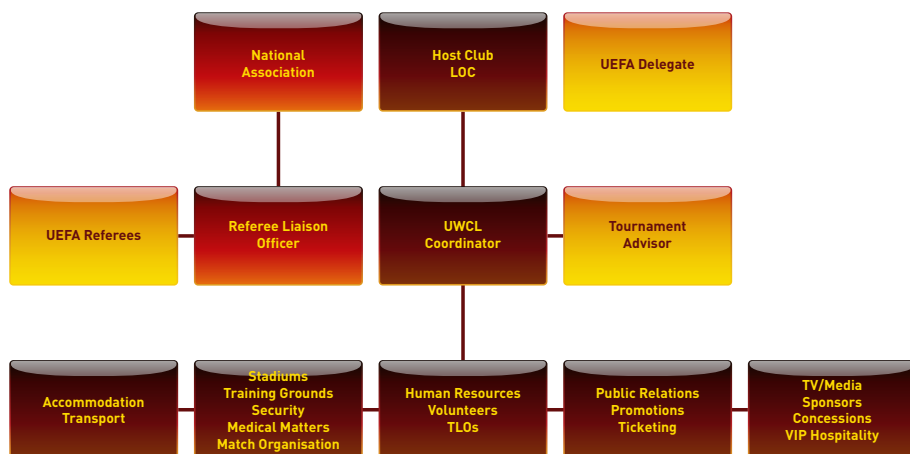 National
Association
Host Club
LOC
UEFA Delegate
UEFA Referees
Referee Liaison
Officer
UWCL
Coordinator
Tournament
Advisor
Accommodation
Transport
Stadiums
Training Grounds
Security
Medical Matters
Match Organisation
Human Resources
Volunteers
TLOs
Public Relations
Promotions
Ticketing
TV/Media
Sponsors
Concessions
VIP Hospitality